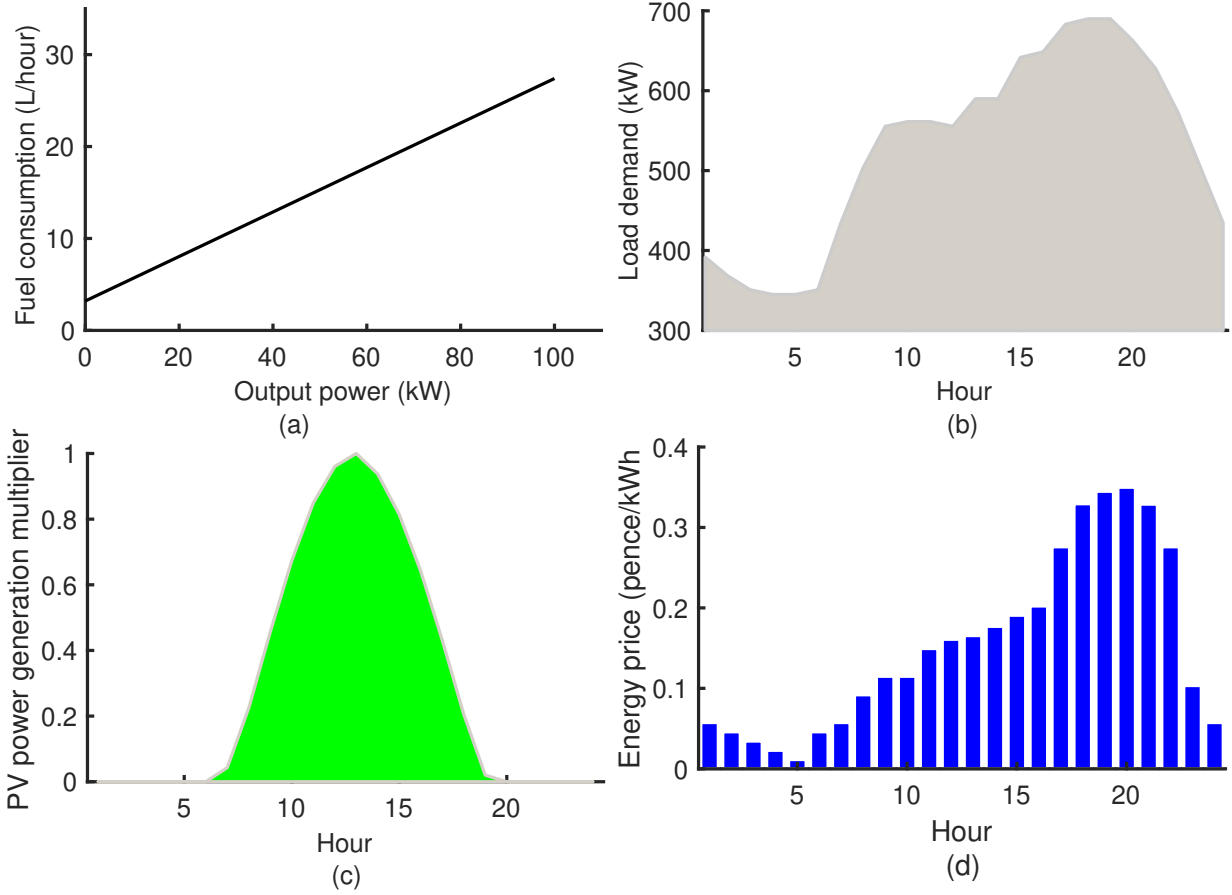 Fuel consumption (L/hour)
30
20
10
0
0 20 40 60 80 100
Output power (kW)
(a)
Load demand (kW)
700
600
500
400
300
5 10 15 20
Hour
(b)
PV power generation multiplier
1
0.8
0.6
0.4
0.2
0
5 10 15 20
Hour
(c)
Energy price (pence/kWh
0.4
0.3
0.2
0.1
0
5 10 15 20
Hour
(d)